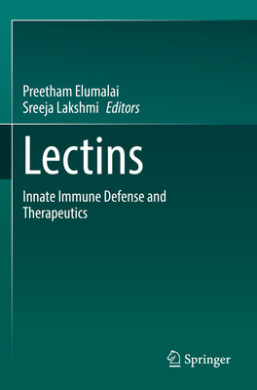 Preetham Elumalai
Sreeja Lakshmi Editors
Lectins
Innate Immune Defense and
Therapeutics
Springer